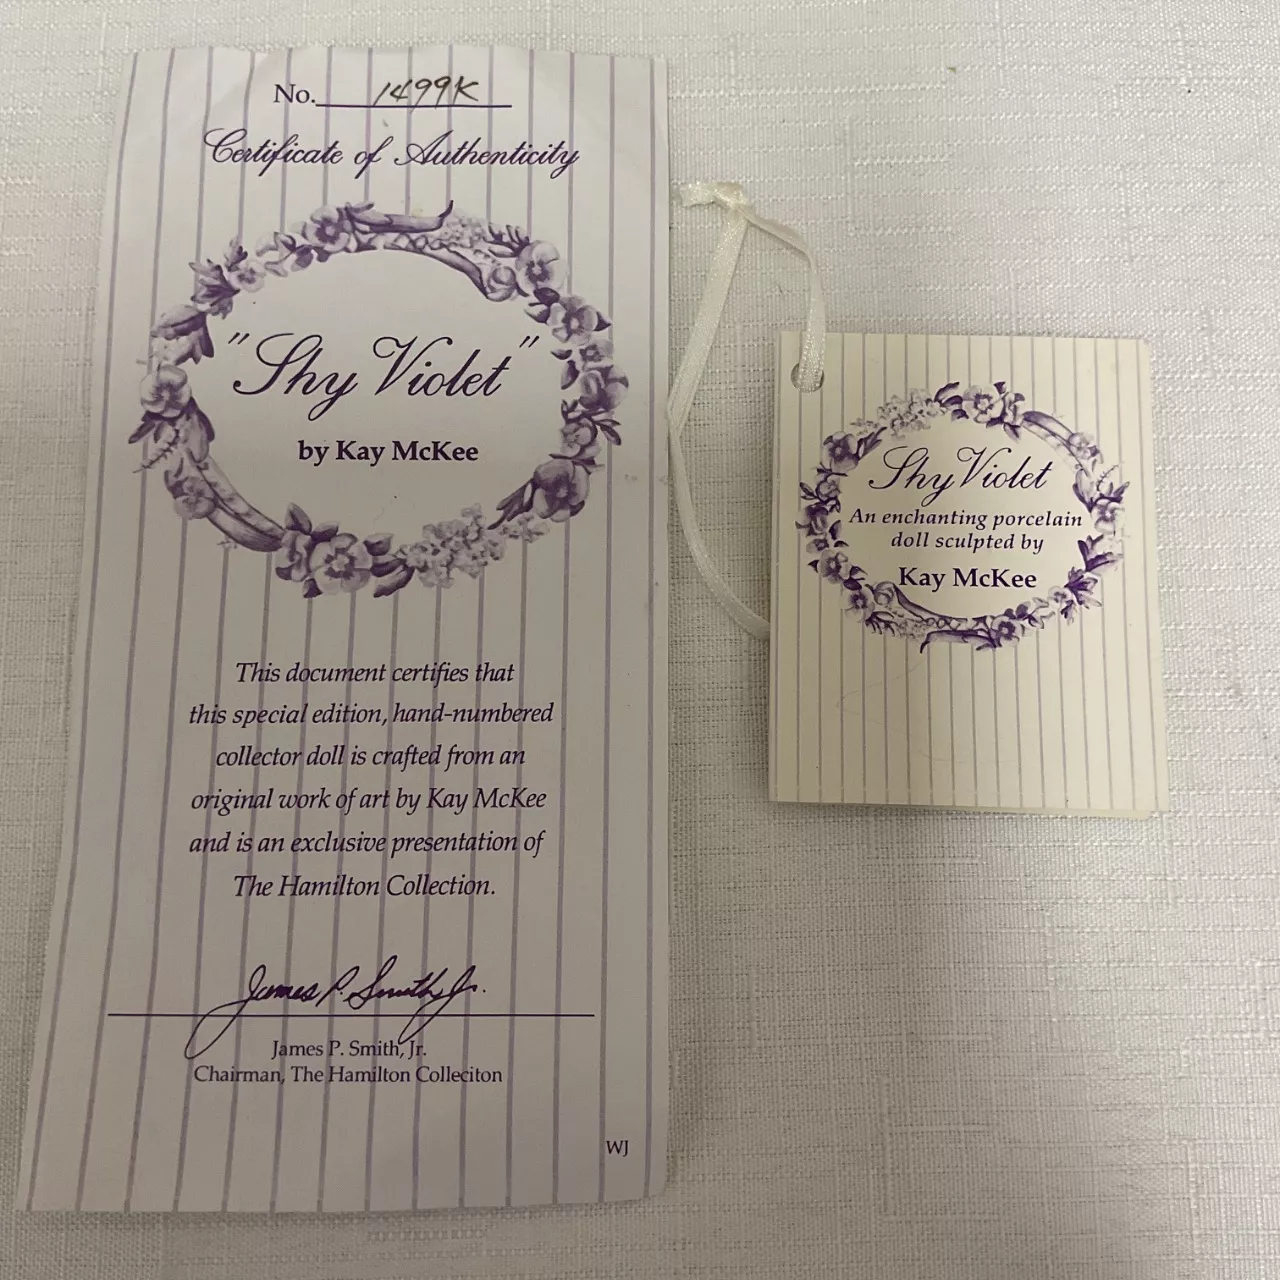 No. 1499K
Certificate of Authenticity
"Shy Violet"
by Kay McKee
This document certifies that
this special edition, hand-numbered
collector doll is crafted from an
original work of art by Kay McKee
and is an exclusive presentation of
The Hamilton Collection.
James P. Smith, Jr.
James P. Smith, Jr.
Chairman, The Hamilton Colleciton
WJ
Shy Violet
An enchanting porcelain
doll sculpted by
Kay McKee